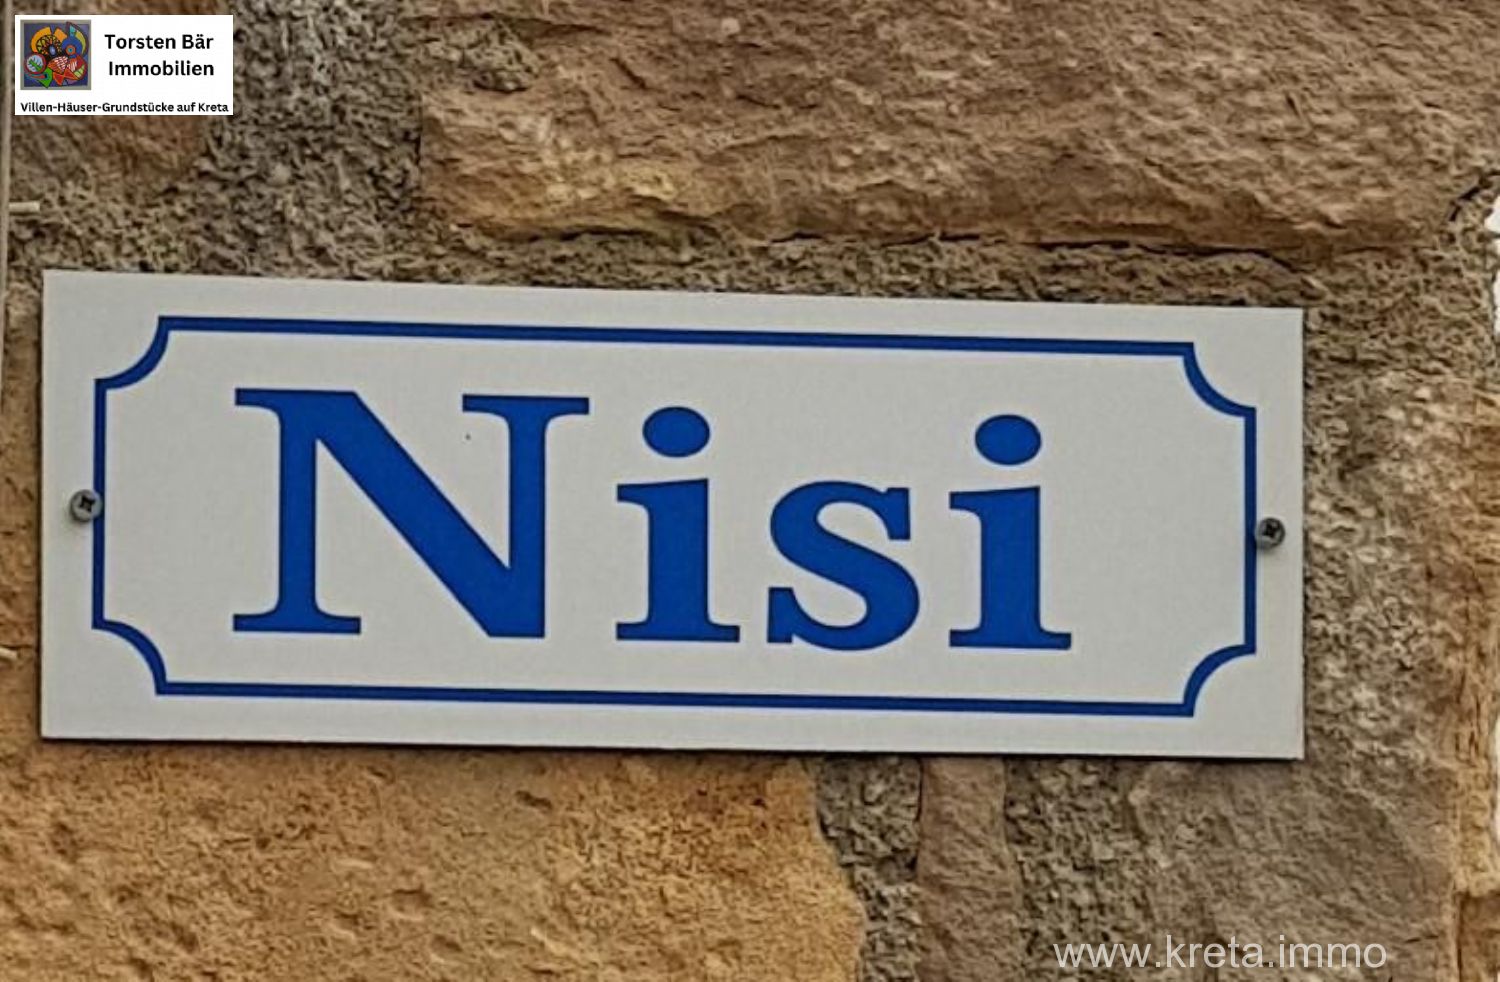 Torsten Bär
Immobilien
Villen-Häuser-Grundstücke auf Kreta
Nisi
www.kreta.immo